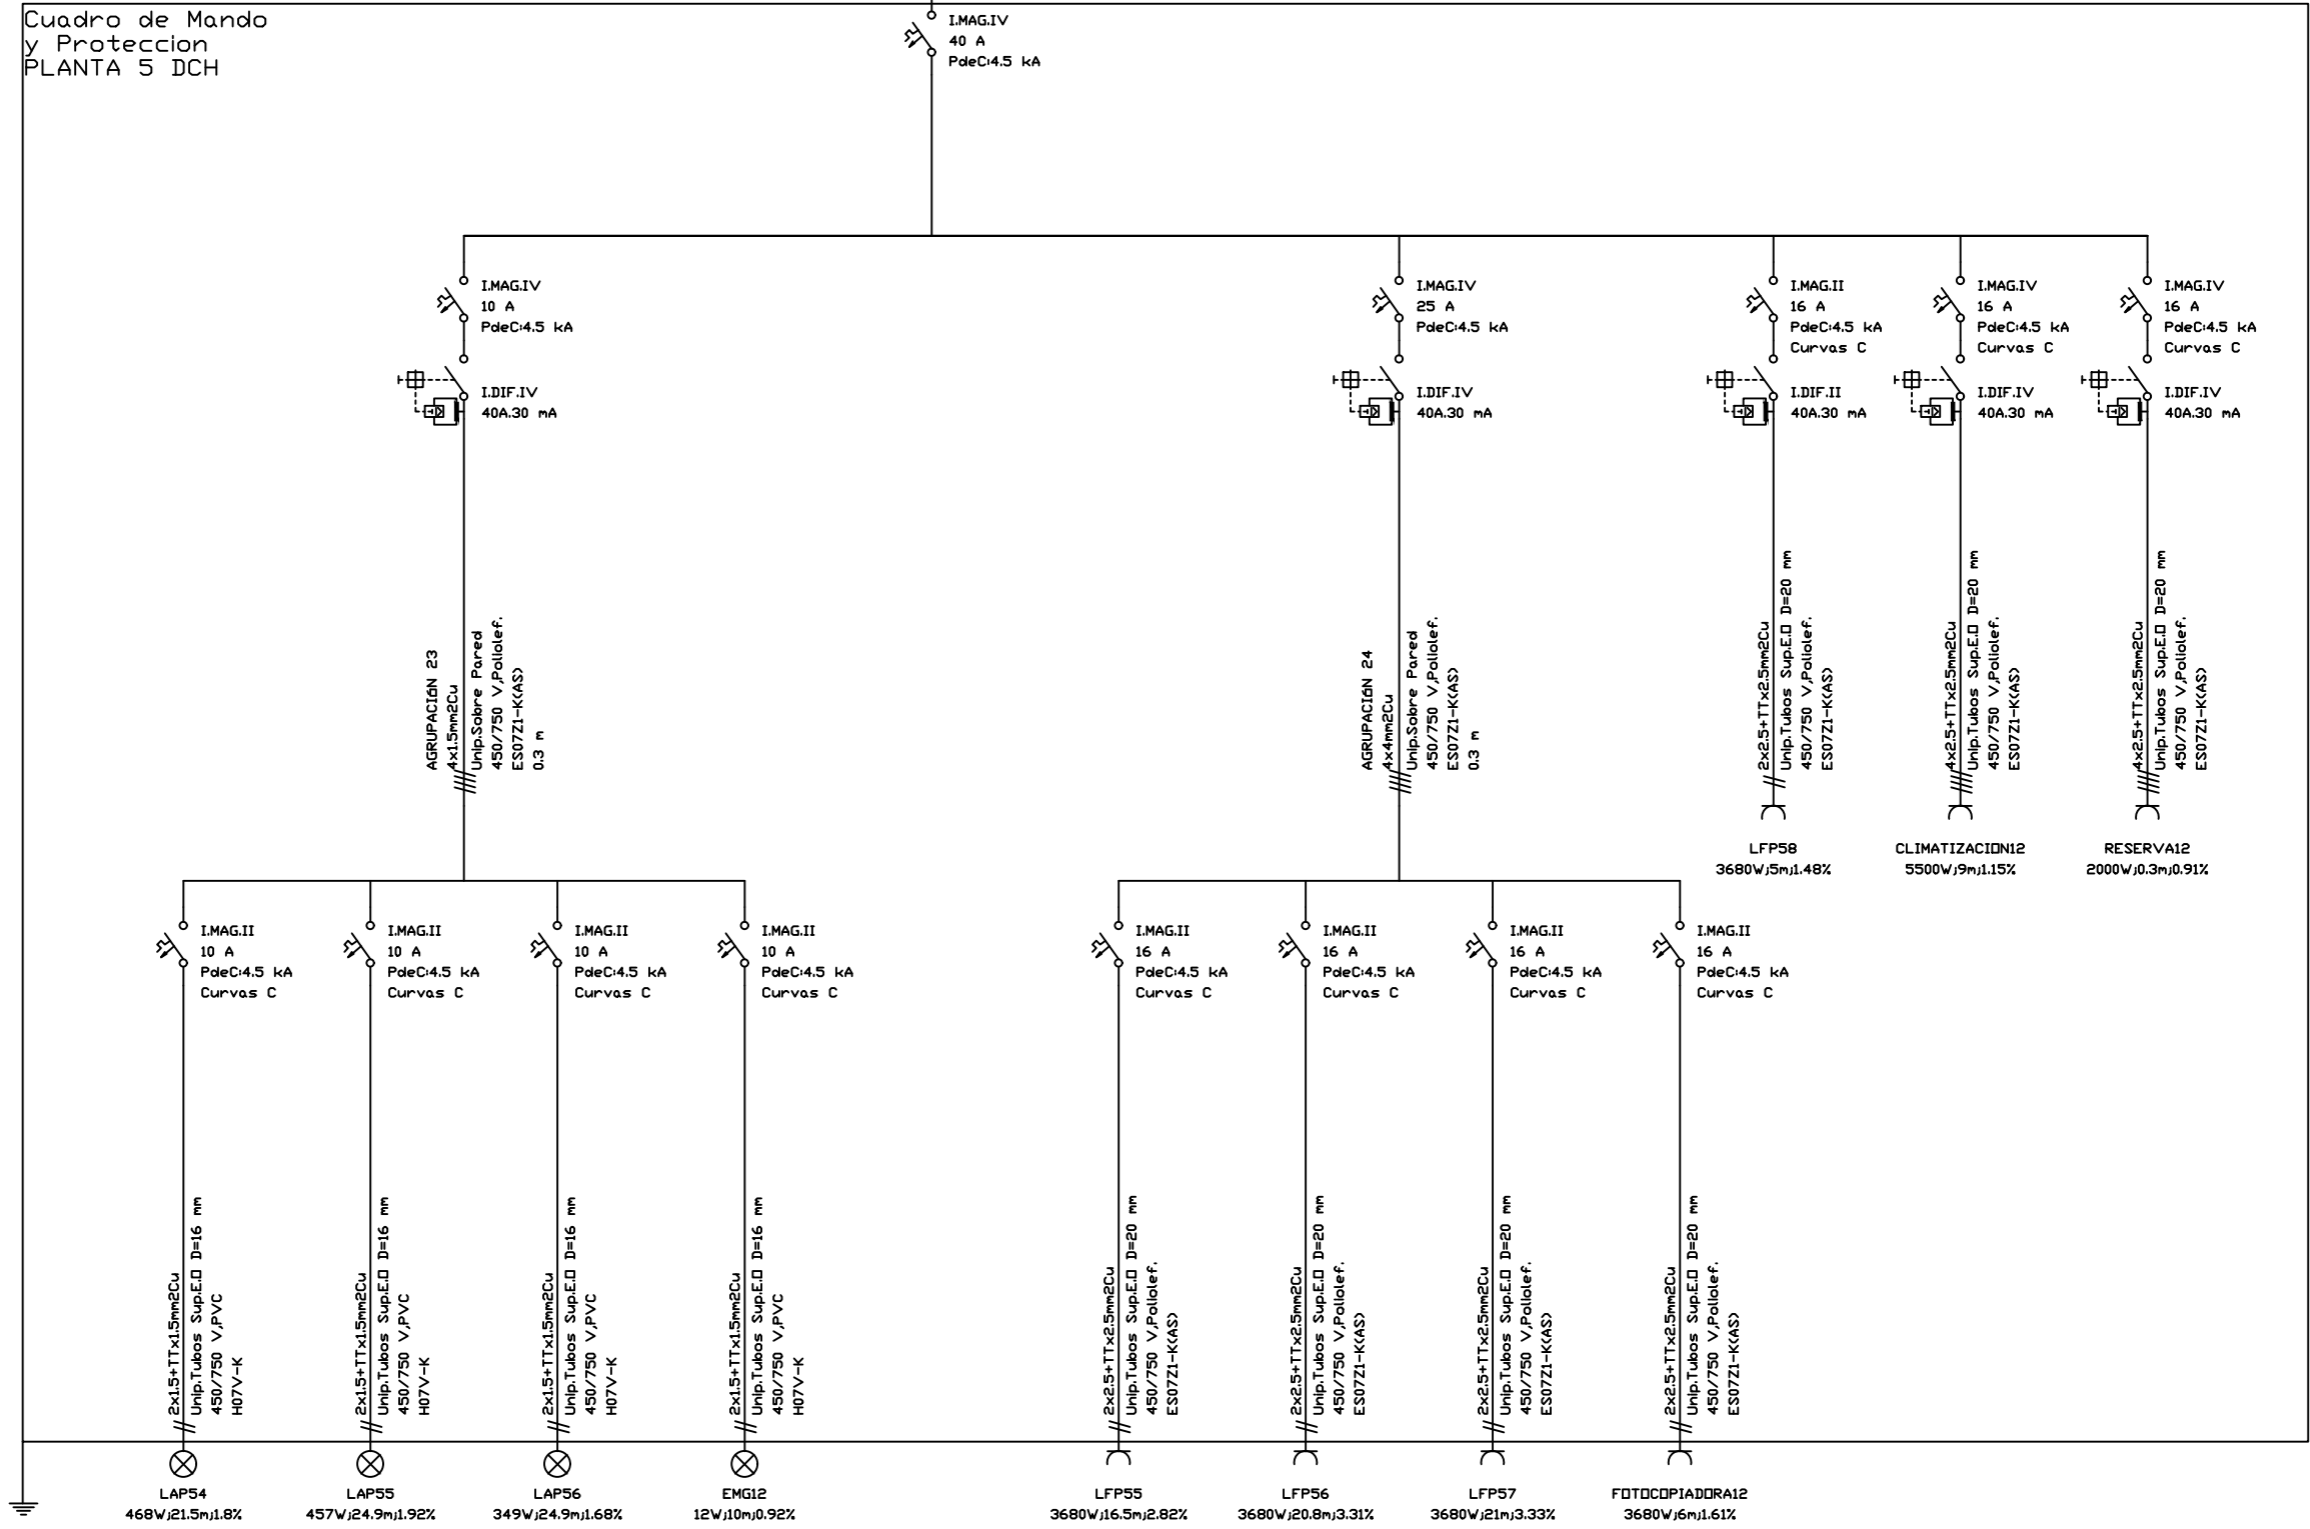 Cuadro de Mando
y Proteccion
PLANTA 5 DCH
I.MAG.IV
40 A
PdeC:4.5 kA
I.MAG.IV
10 A
PdeC:4.5 kA
I.DIF.IV
40A.30 mA
AGRUPACIÓN 23
4x1.5mm2Cu
Unip.Sobre Pared
450/750 V,Poliolef.
ES07Z1-K(AS)
0.3 m
I.MAG.IV
25 A
PdeC:4.5 kA
I.DIF.IV
40A.30 mA
AGRUPACIÓN 24
4x4mm2Cu
Unip.Sobre Pared
450/750 V,Poliolef.
ES07Z1-K(AS)
0.3 m
I.MAG.II
16 A
PdeC:4.5 kA
Curvas C
I.DIF.II
40A.30 mA
2x2.5+TTx2.5mm2Cu
Unip.Tubos Sup.E.O D=20 mm
450/750 V,Poliolef.
ES07Z1-K(AS)
LFP58
3680W;5m;1.48%
I.MAG.IV
16 A
PdeC:4.5 kA
Curvas C
I.DIF.IV
40A.30 mA
4x2.5+TTx2.5mm2Cu
Unip.Tubos Sup.E.O D=20 mm
450/750 V,Poliolef.
ES07Z1-K(AS)
CLIMATIZACION12
5500W;9m;1.15%
I.MAG.IV
16 A
PdeC:4.5 kA
Curvas C
I.DIF.IV
40A.30 mA
4x2.5+TTx2.5mm2Cu
Unip.Tubos Sup.E.O D=20 mm
450/750 V,Poliolef.
ES07Z1-K(AS)
RESERVA12
2000W;0.3m;0.91%
I.MAG.II
10 A
PdeC:4.5 kA
Curvas C
2x1.5+TTx1.5mm2Cu
Unip.Tubos Sup.E.O D=16 mm
450/750 V,PVC
H07V-K
LAP54
468W;21.5m;1.8%
I.MAG.II
10 A
PdeC:4.5 kA
Curvas C
2x1.5+TTx1.5mm2Cu
Unip.Tubos Sup.E.O D=16 mm
450/750 V,PVC
H07V-K
LAP55
457W;24.9m;1.92%
I.MAG.II
10 A
PdeC:4.5 kA
Curvas C
2x1.5+TTx1.5mm2Cu
Unip.Tubos Sup.E.O D=16 mm
450/750 V,PVC
H07V-K
LAP56
349W;24.9m;1.68%
I.MAG.II
10 A
PdeC:4.5 kA
Curvas C
2x1.5+TTx1.5mm2Cu
Unip.Tubos Sup.E.O D=16 mm
450/750 V,PVC
H07V-K
EMG12
12W;10m;0.92%
I.MAG.II
16 A
PdeC:4.5 kA
Curvas C
2x2.5+TTx2.5mm2Cu
Unip.Tubos Sup.E.O D=20 mm
450/750 V,Poliolef.
ES07Z1-K(AS)
LFP55
3680W;16.5m;2.82%
I.MAG.II
16 A
PdeC:4.5 kA
Curvas C
2x2.5+TTx2.5mm2Cu
Unip.Tubos Sup.E.O D=20 mm
450/750 V,Poliolef.
ES07Z1-K(AS)
LFP56
3680W;20.8m;3.31%
I.MAG.II
16 A
PdeC:4.5 kA
Curvas C
2x2.5+TTx2.5mm2Cu
Unip.Tubos Sup.E.O D=20 mm
450/750 V,Poliolef.
ES07Z1-K(AS)
LFP57
3680W;21m;3.33%
I.MAG.II
16 A
PdeC:4.5 kA
Curvas C
2x2.5+TTx2.5mm2Cu
Unip.Tubos Sup.E.O D=20 mm
450/750 V,Poliolef.
ES07Z1-K(AS)
FOTOCOPIADORA12
3680W;6m;1.61%